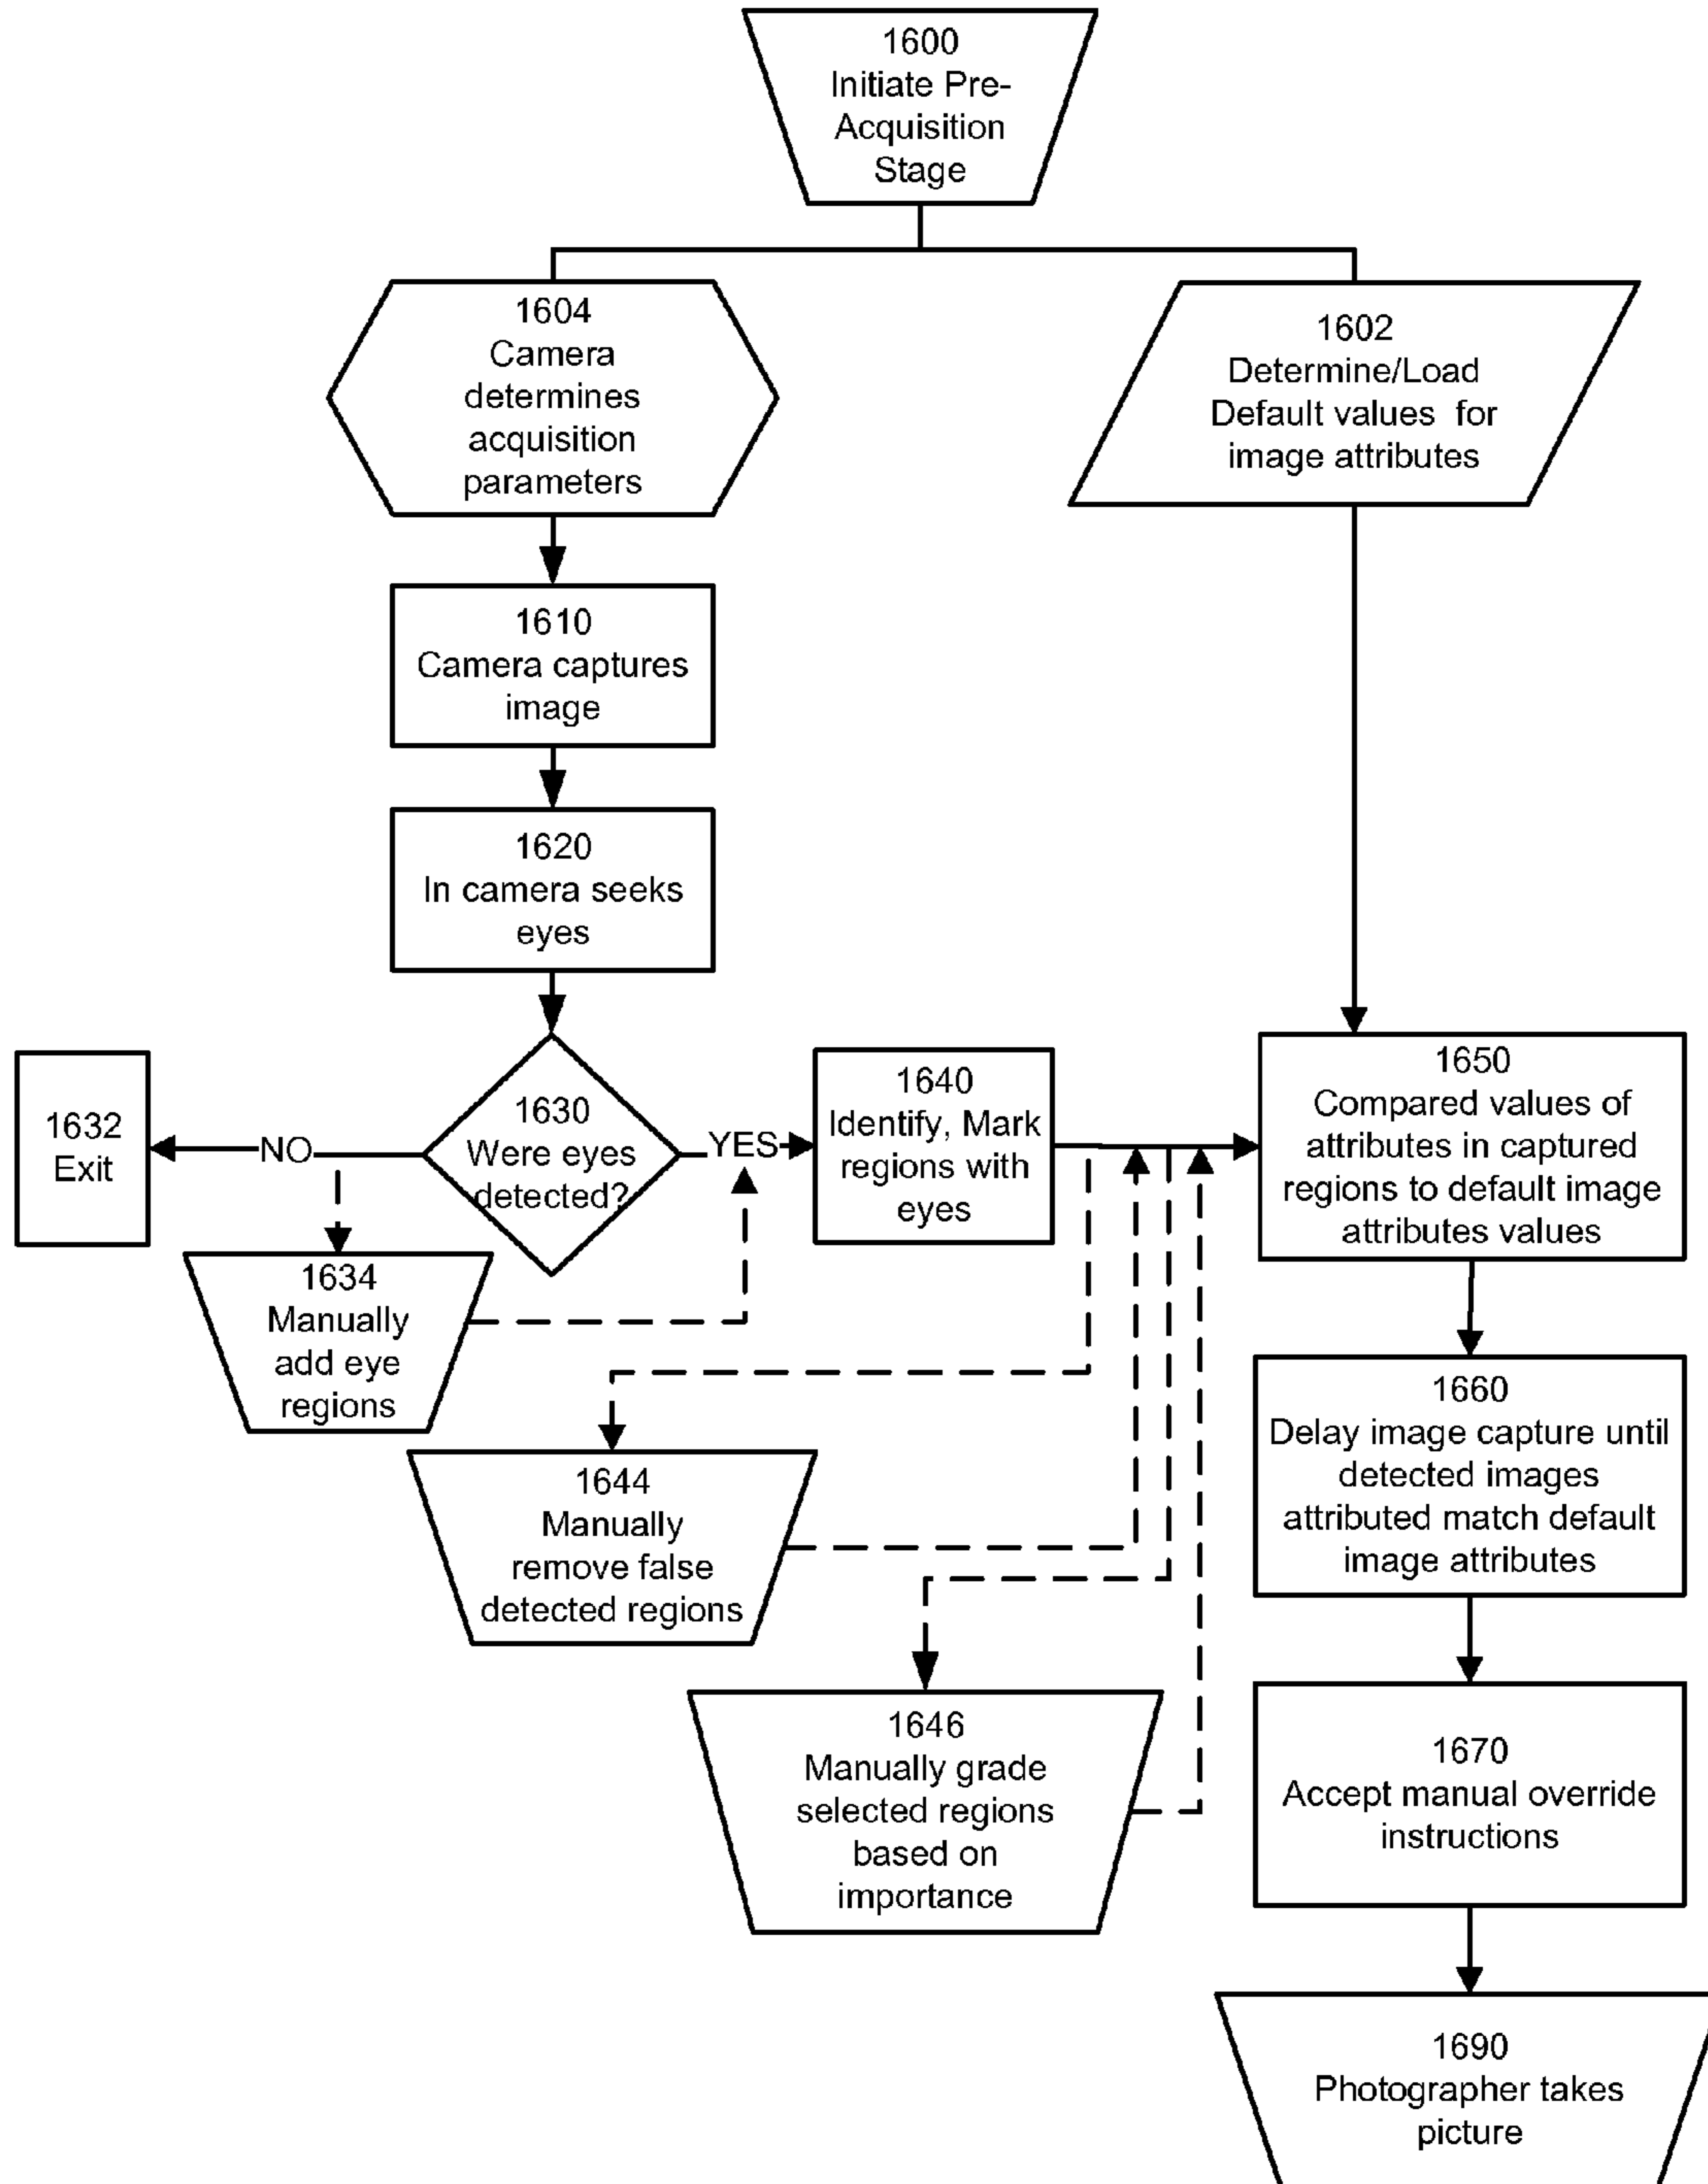 1600
Initiate Pre-
Acquisition
Stage
1604
Camera
determines
acquisition
parameters
1602
Determine/Load
Default values for
image attributes
1610
Camera captures
image
1620
In camera seeks
eyes
1632
Exit
NO
1630
Were eyes
detected?
YES
1640
Identify, Mark
regions with
eyes
1650
Compared values of
attributes in captured
regions to default image
attributes values
1634
Manually
add eye
regions
1644
Manually
remove false
detected regions
1646
Manually grade
selected regions
based on
importance
1660
Delay image capture until
detected images
attributed match default
image attributes
1670
Accept manual override
instructions
1690
Photographer takes
picture